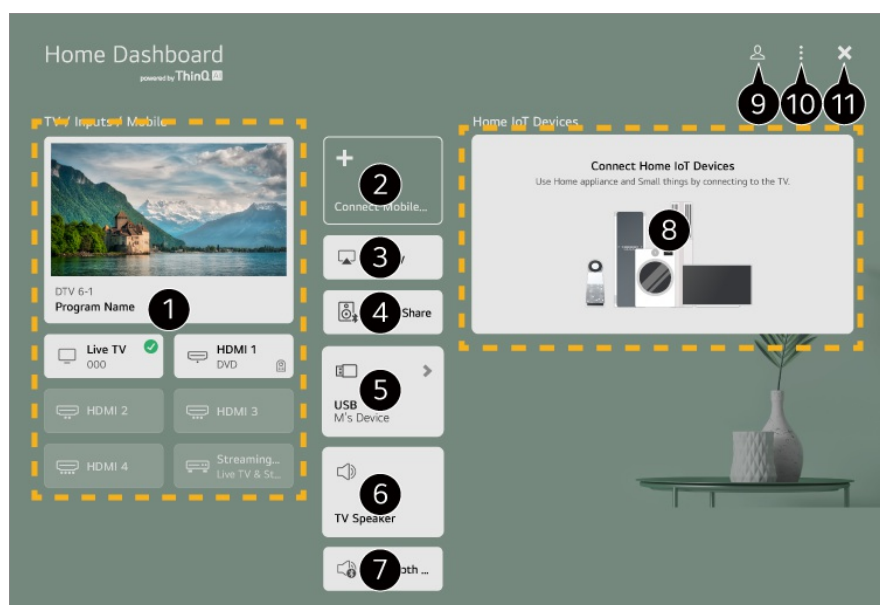 Home Dashboard
powered by ThinQ AI
9 10 11
TV / Inputs / Mobile
DTV 6-1
Program Name
1
Live TV
000
HDMI 1
DVD
HDMI 2
HDMI 3
HDMI 4
Streaming...
Live TV & St...
2
Connect Mobile...
3
4
Share
5
USB
M's Device
6
TV Speaker
7
Home IoT Devices
Connect Home IoT Devices
Use Home appliance and Small things by connecting to the TV.
8